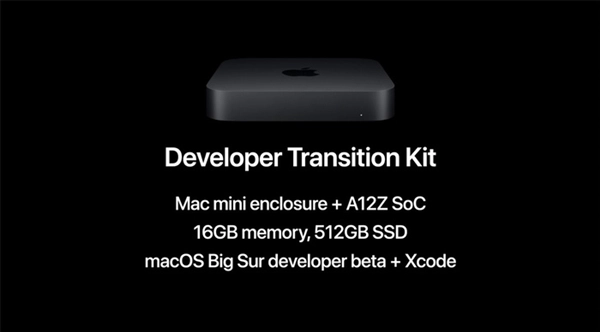 Developer Transition Kit
Mac mini enclosure + A12Z SoC
16GB memory, 512GB SSD
macOS Big Sur developer beta + Xcode